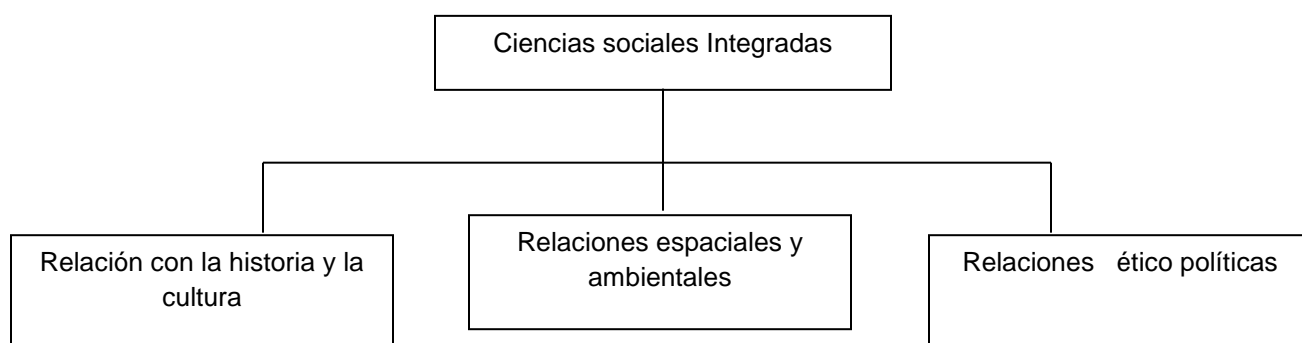 Ciencias sociales Integradas
Relación con la historia y la
cultura
Relaciones espaciales y
ambientales
Relaciones ético políticas